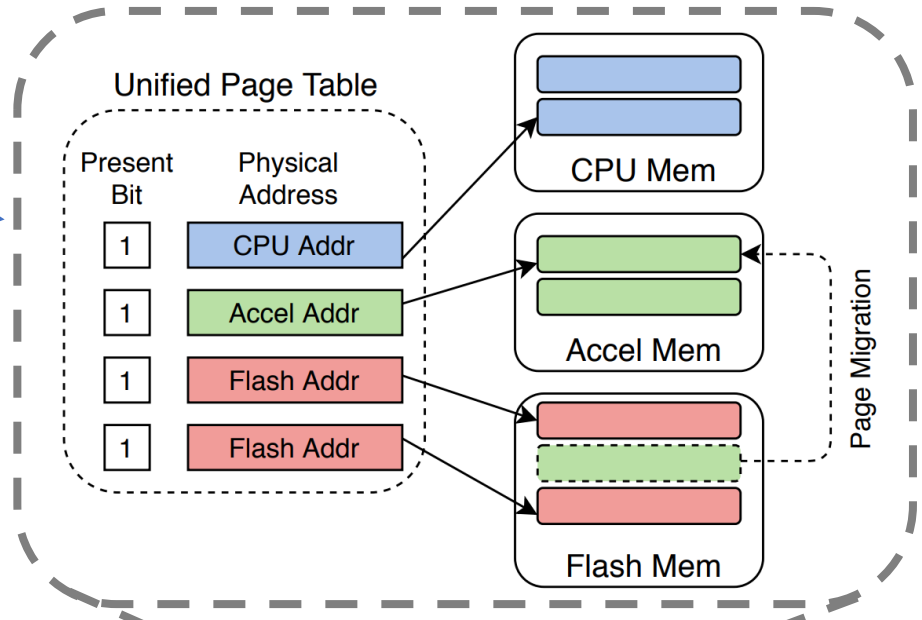 Unified Page Table
Present
Bit
Physical
Address
1
CPU Addr
1
Accel Addr
1
Flash Addr
1
Flash Addr
CPU Mem
Accel Mem
Flash Mem
Page Migration